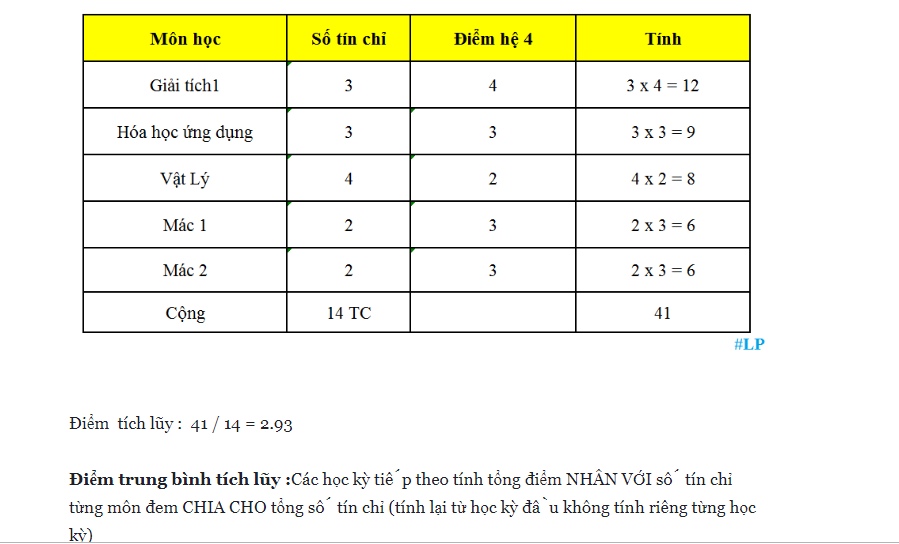 Môn học Số tín chỉ Điểm hệ 4 Tính
Giải tích1 3 4 3 x 4 = 12
Hóa học ứng dụng 3 3 3 x 3 = 9
Vật Lý 4 2 4 x 2 = 8
Mác 1 2 3 2 x 3 = 6
Mác 2 2 3 2 x 3 = 6
Cộng 14 TC 41
#LP
Điểm tích lũy : 41 / 14 = 2.93
Điểm trung bình tích lũy :Các học kỳ tiếp theo tính tổng điểm NHÂN VỚI số tín chỉ
từng môn đem CHIA CHO tổng số tín chỉ (tính lại từ học kỳ đầu không tính riêng từng học
kỳ)